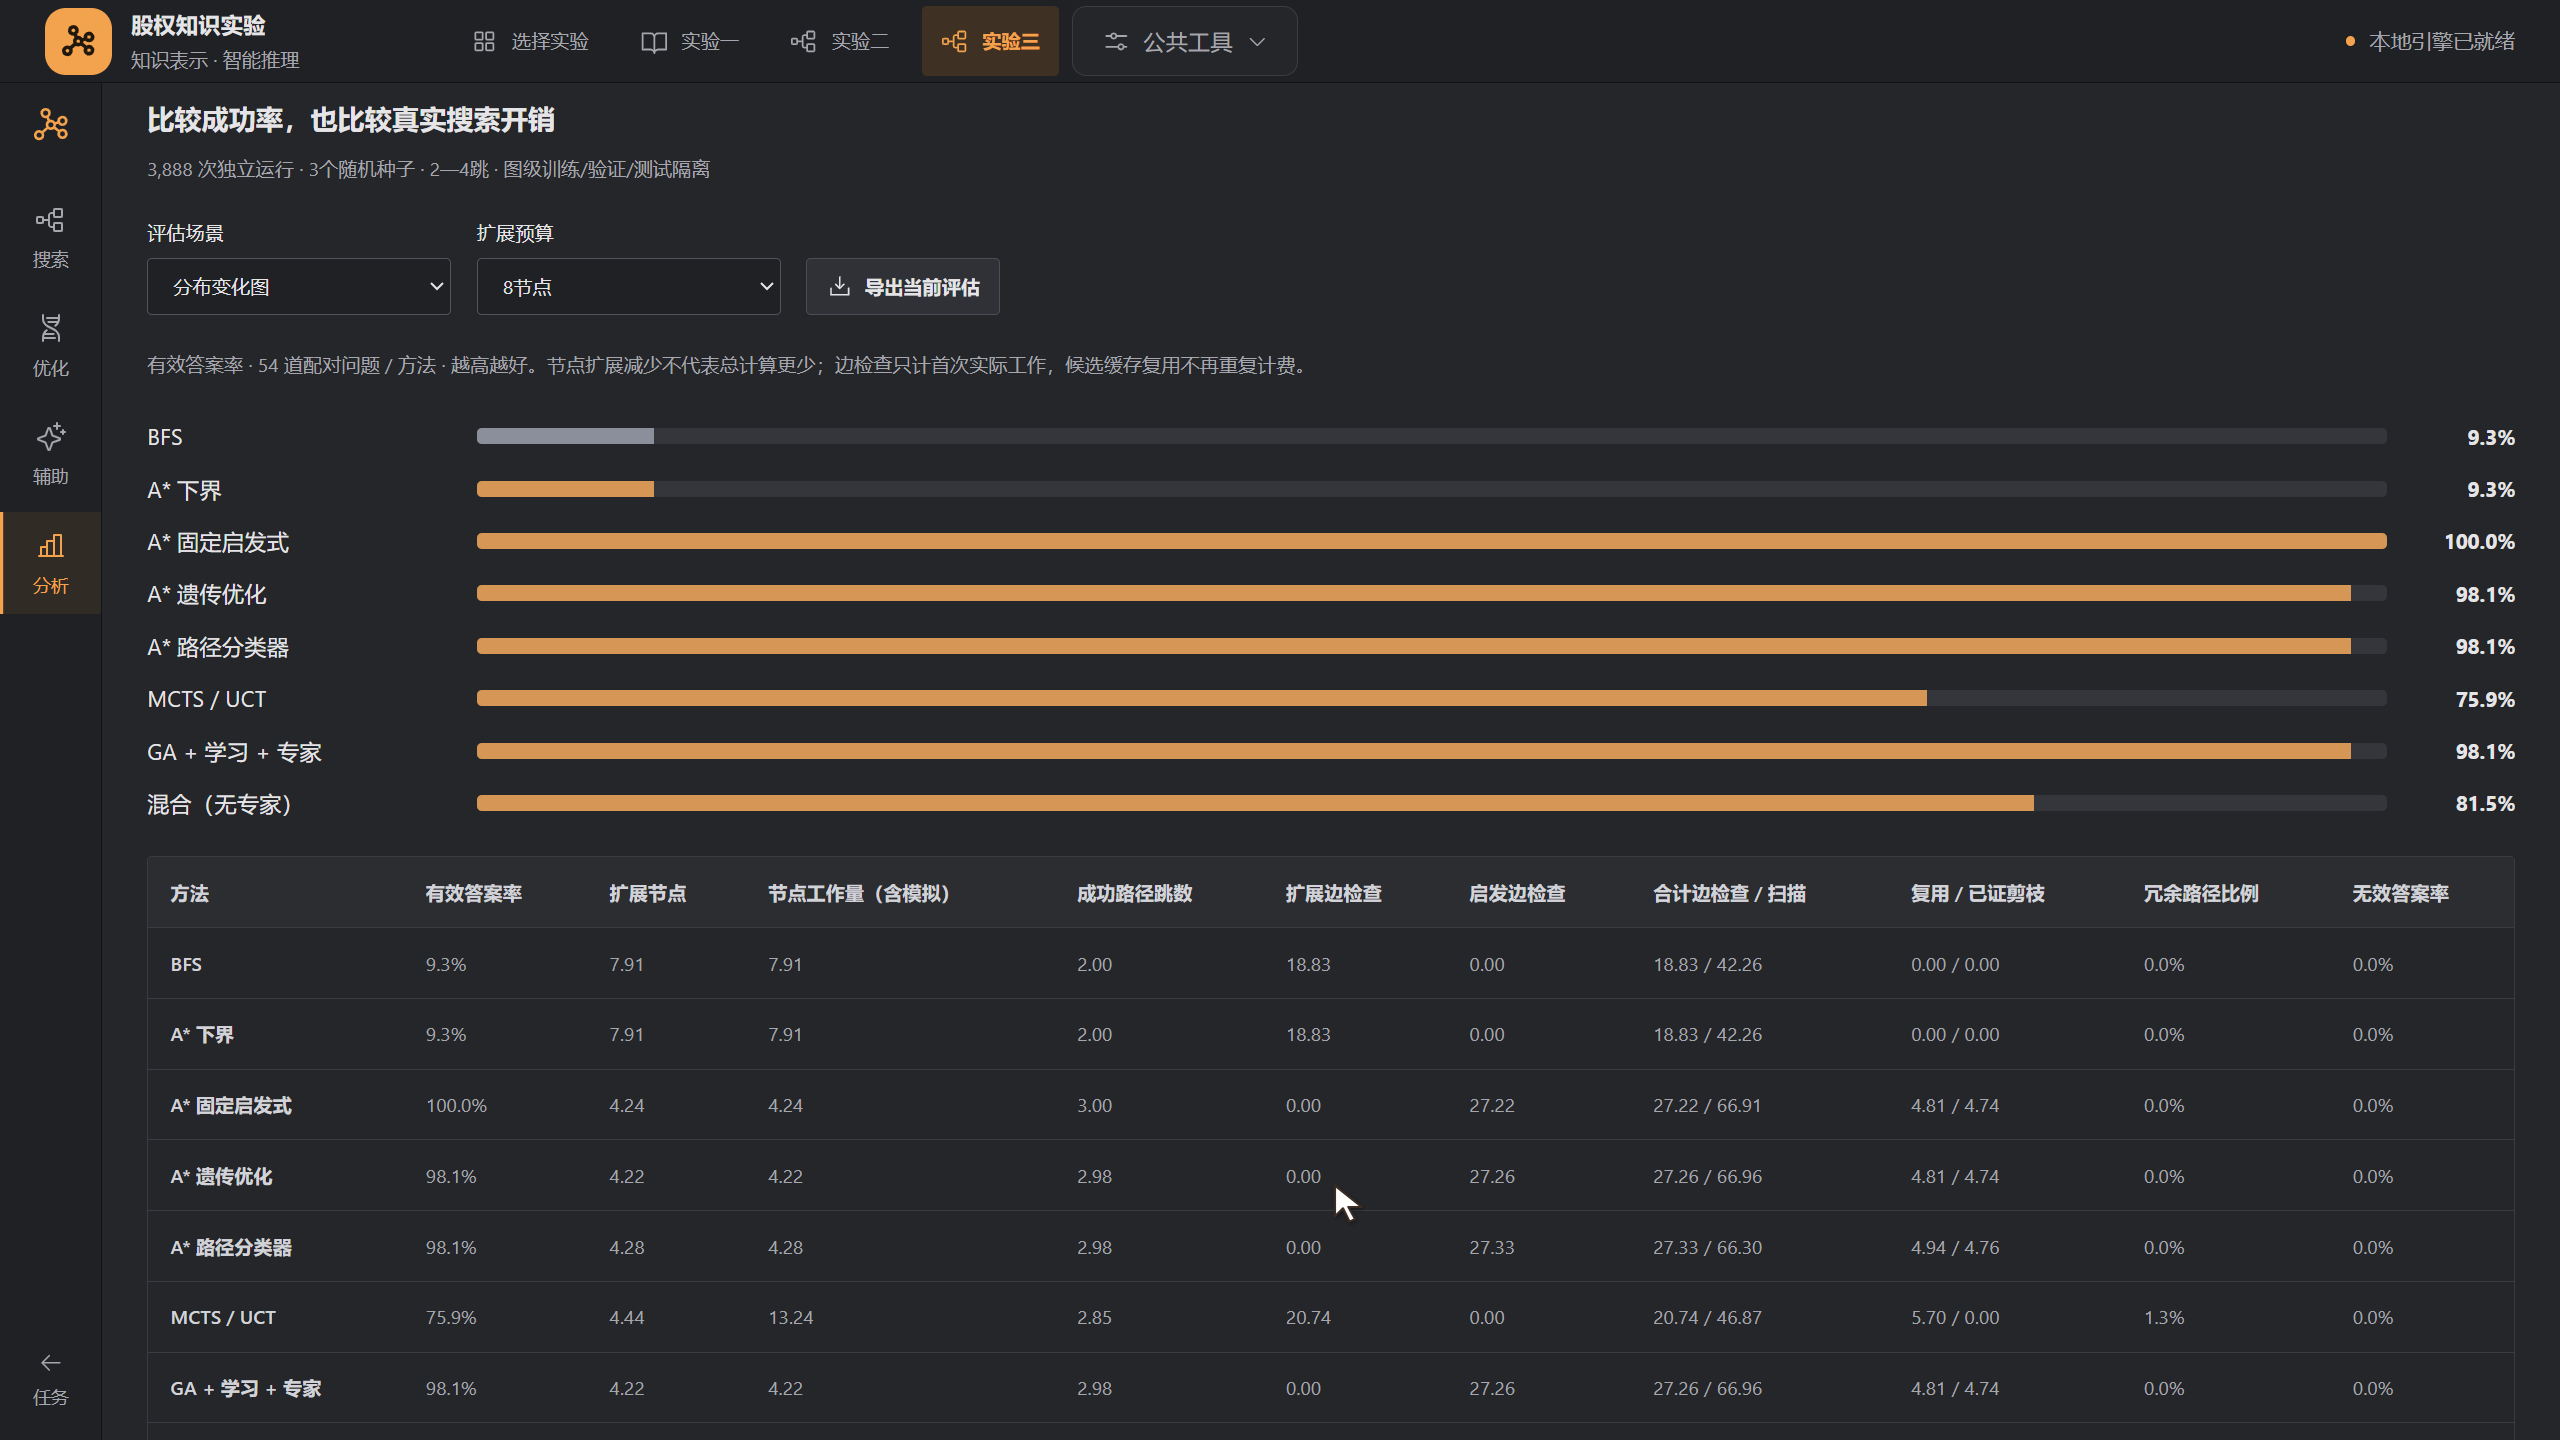 股权知识实验
知识表示 · 智能推理
选择实验
实验一
实验二
实验三
公共工具
本地引擎已就绪
搜索
优化
辅助
分析
任务
比较成功率，也比较真实搜索开销
3,888 次独立运行 · 3个随机种子 · 2—4跳 · 图级训练/验证/测试隔离
评估场景
扩展预算
分布变化图
8节点
导出当前评估
有效答案率 · 54 道配对问题 / 方法 · 越高越好。节点扩展减少不代表总计算更少；边检查只计首次实际工作，候选缓存复用不再重复计费。
BFS 9.3%
A* 下界 9.3%
A* 固定启发式 100.0%
A* 遗传优化 98.1%
A* 路径分类器 98.1%
MCTS / UCT 75.9%
GA + 学习 + 专家 98.1%
混合（无专家） 81.5%
方法 有效答案率 扩展节点 节点工作量（含模拟） 成功路径跳数 扩展边检查 启发边检查 合计边检查 / 扫描 复用 / 已证剪枝 冗余路径比例 无效答案率
BFS 9.3% 7.91 7.91 2.00 18.83 0.00 18.83 / 42.26 0.00 / 0.00 0.0% 0.0%
A* 下界 9.3% 7.91 7.91 2.00 18.83 0.00 18.83 / 42.26 0.00 / 0.00 0.0% 0.0%
A* 固定启发式 100.0% 4.24 4.24 3.00 0.00 27.22 27.22 / 66.91 4.81 / 4.74 0.0% 0.0%
A* 遗传优化 98.1% 4.22 4.22 2.98 0.00 27.26 27.26 / 66.96 4.81 / 4.74 0.0% 0.0%
A* 路径分类器 98.1% 4.28 4.28 2.98 0.00 27.33 27.33 / 66.30 4.94 / 4.76 0.0% 0.0%
MCTS / UCT 75.9% 4.44 13.24 2.85 20.74 0.00 20.74 / 46.87 5.70 / 0.00 1.3% 0.0%
GA + 学习 + 专家 98.1% 4.22 4.22 2.98 0.00 27.26 27.26 / 66.96 4.81 / 4.74 0.0% 0.0%